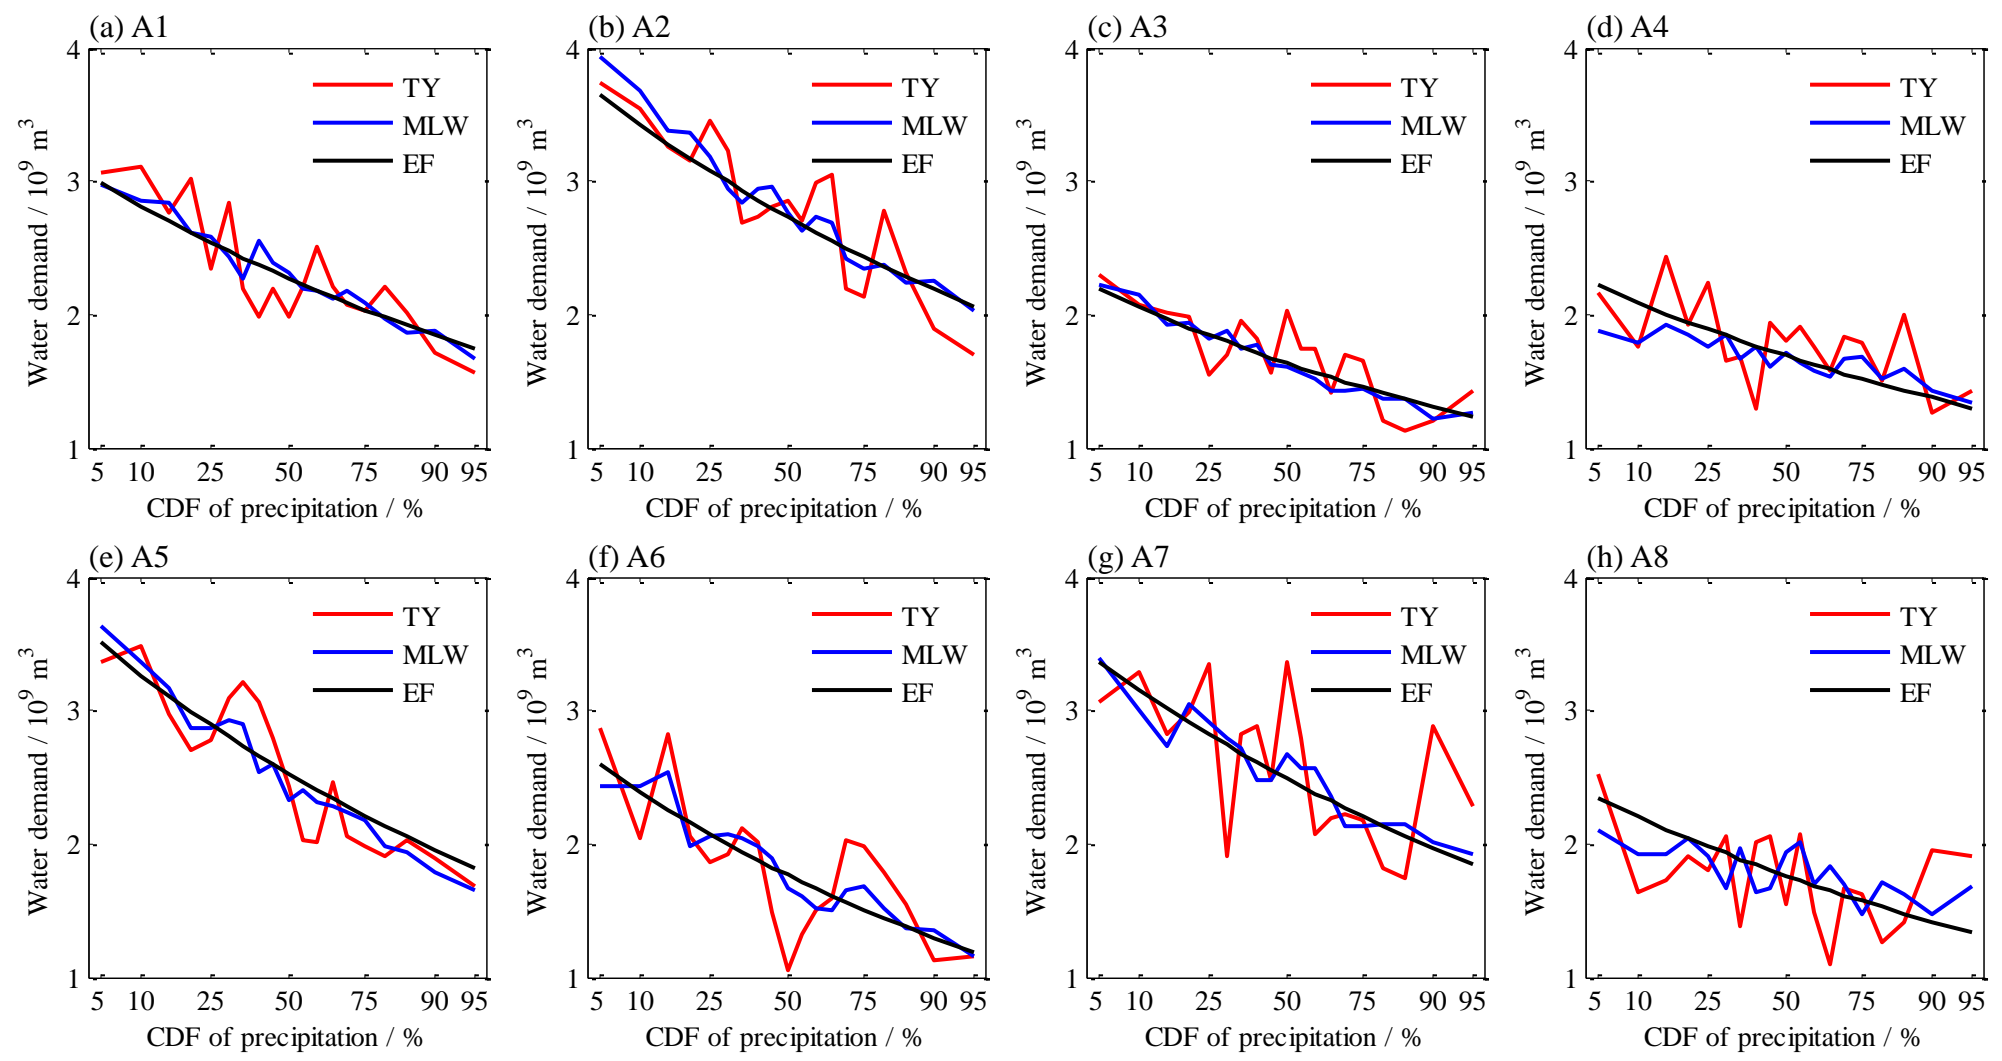 (a) A1
4
3
2
1
Water demand / 10⁹ m³
TY
MLW
EF
5 10 25 50 75 90 95
CDF of precipitation / %
(b) A2
4
3
2
1
Water demand / 10⁹ m³
TY
MLW
EF
5 10 25 50 75 90 95
CDF of precipitation / %
(c) A3
4
3
2
1
Water demand / 10⁹ m³
TY
MLW
EF
5 10 25 50 75 90 95
CDF of precipitation / %
(d) A4
4
3
2
1
Water demand / 10⁹ m³
TY
MLW
EF
5 10 25 50 75 90 95
CDF of precipitation / %
(e) A5
4
3
2
1
Water demand / 10⁹ m³
TY
MLW
EF
5 10 25 50 75 90 95
CDF of precipitation / %
(f) A6
4
3
2
1
Water demand / 10⁹ m³
TY
MLW
EF
5 10 25 50 75 90 95
CDF of precipitation / %
(g) A7
4
3
2
1
Water demand / 10⁹ m³
TY
MLW
EF
5 10 25 50 75 90 95
CDF of precipitation / %
(h) A8
4
3
2
1
Water demand / 10⁹ m³
TY
MLW
EF
5 10 25 50 75 90 95
CDF of precipitation / %